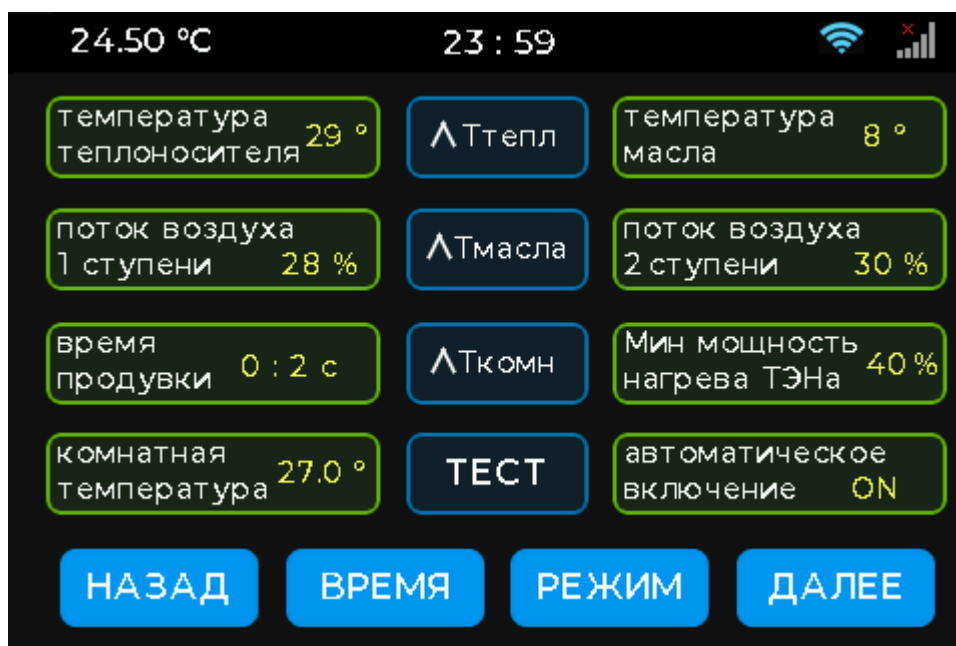 24.50 °C 23 : 59
температура
теплоносителя 29 °
ΛТтепл
температура
масла 8 °
поток воздуха
1 ступени 28 %
ΛТмасла
поток воздуха
2 ступени 30 %
время
продувки 0 : 2 с
ΛТкомн
Мин мощность
нагрева ТЭНа 40 %
комнатная
температура 27.0 °
ТЕСТ
автоматическое
включение ON
НАЗАД ВРЕМЯ РЕЖИМ ДАЛЕЕ